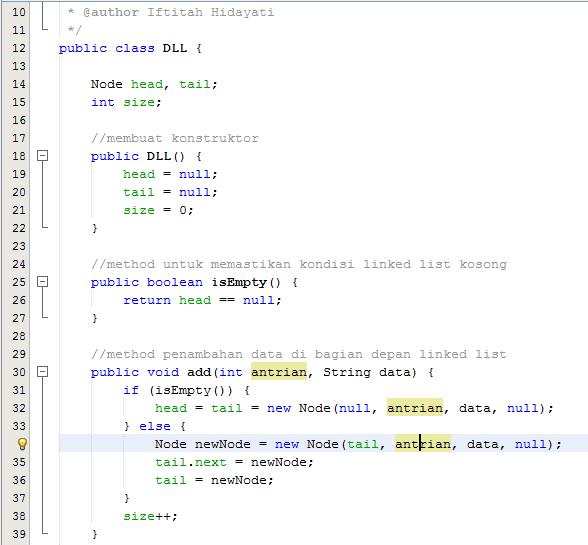 10 * @author Iftitah Hidayati
11 */
12 public class DLL {
13
14 Node head, tail;
15 int size;
16
17 //membuat konstruktor
18 public DLL() {
19 head = null;
20 tail = null;
21 size = 0;
22 }
23
24 //method untuk memastikan kondisi linked list kosong
25 public boolean isEmpty() {
26 return head == null;
27 }
28
29 //method penambahan data di bagian depan linked list
30 public void add(int antrian, String data) {
31 if (isEmpty()) {
32 head = tail = new Node(null, antrian, data, null);
33 } else {
Node newNode = new Node(tail, antrian, data, null);
35 tail.next = newNode;
36 tail = newNode;
37 }
38 size++;
39 }